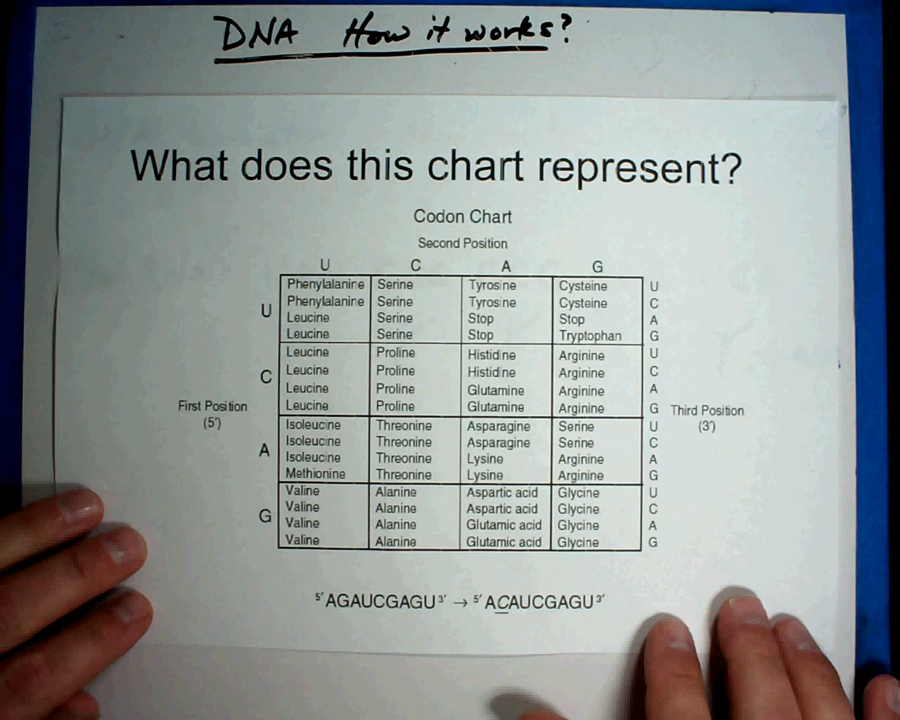 DNA How it works?
What does this chart represent?
Codon Chart
Second Position
U C A G
Phenylalanine Serine Tyrosine Cysteine U
Phenylalanine Serine Tyrosine Cysteine C
U
Leucine Serine Stop Stop A
Leucine Serine Stop Tryptophan G
Leucine Proline Histidine Arginine U
Leucine Proline Histidine Arginine C
C
Leucine Proline Glutamine Arginine A
Leucine Proline Glutamine Arginine G
First Position
(5')
Third Position
(3')
Isoleucine Threonine Asparagine Serine U
Isoleucine Threonine Asparagine Serine C
A
Isoleucine Threonine Lysine Arginine A
Methionine Threonine Lysine Arginine G
Valine Alanine Aspartic acid Glycine U
Valine Alanine Aspartic acid Glycine C
G
Valine Alanine Glutamic acid Glycine A
Valine Alanine Glutamic acid Glycine G
5'AGAUCGAGU3' → 5'ACAUCGAGU3'